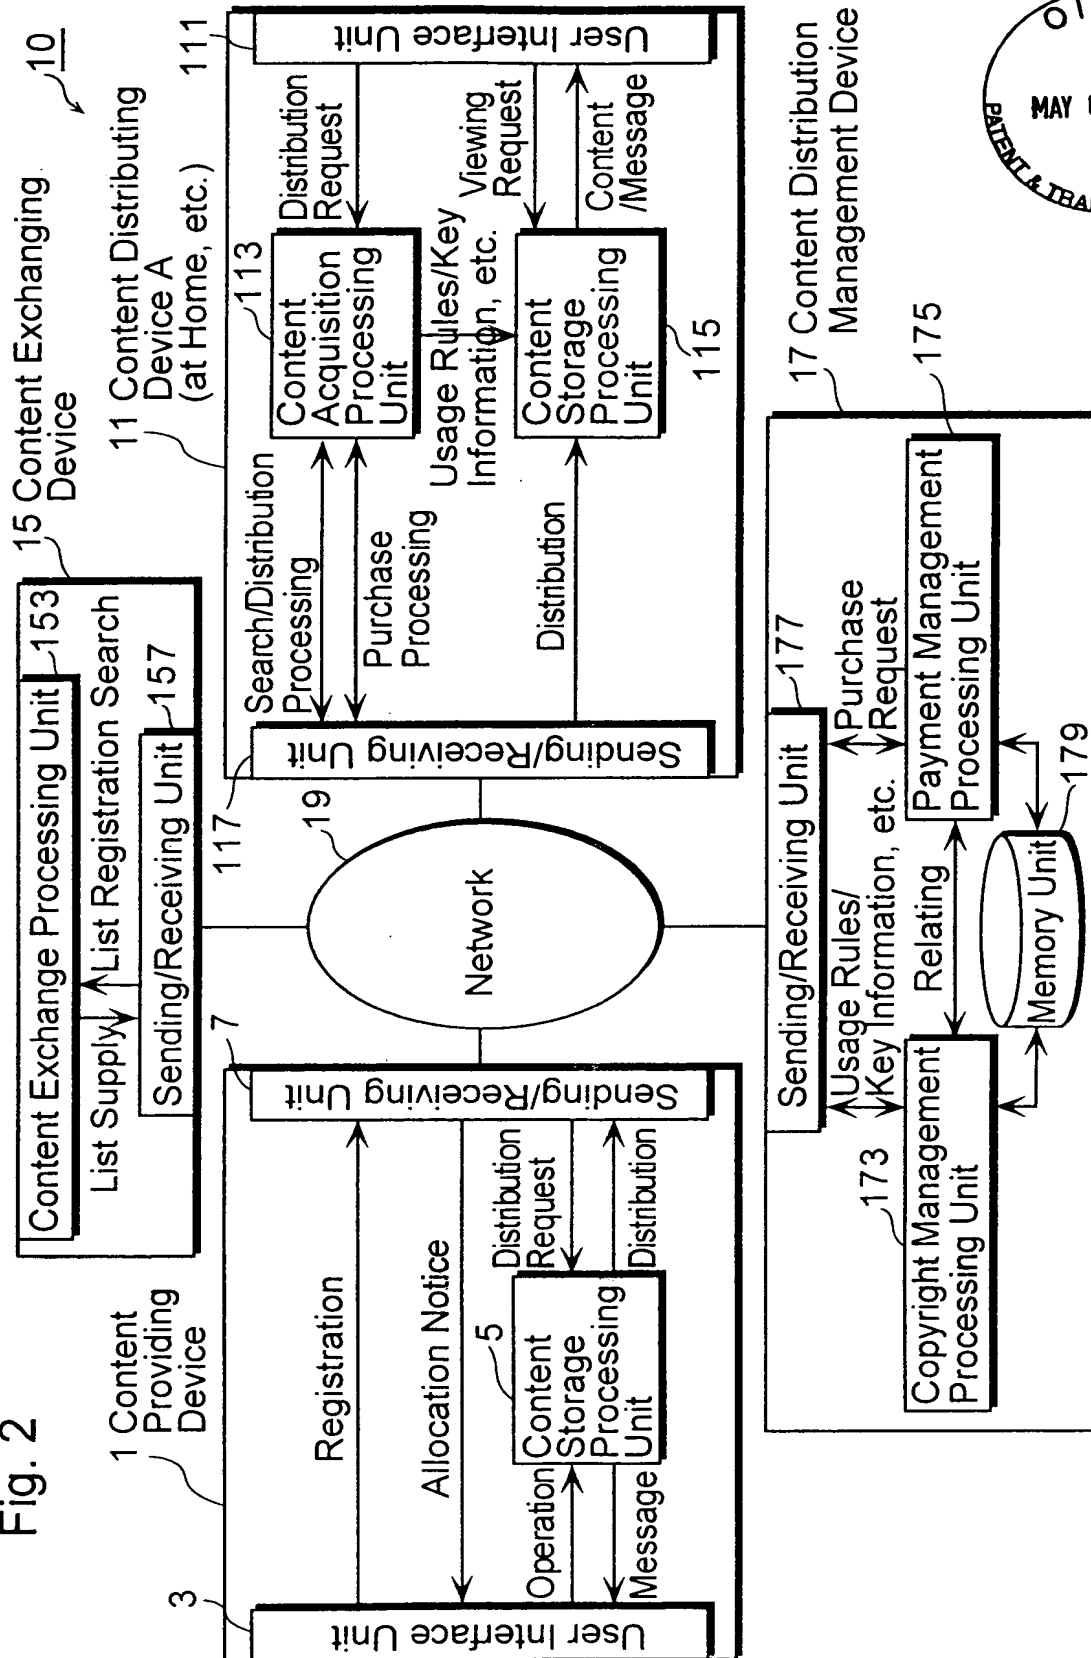 Fig. 2
10
15 Content Exchanging
Device
Content Exchange Processing Unit
153
List Supply
List Registration Search
Sending/Receiving Unit
157
1 Content
Providing
Device
3
User Interface Unit
Registration
Allocation Notice
Operation
Message
5
Content
Storage
Processing
Unit
Distribution
Request
Distribution
7
Sending/Receiving Unit
19
Network
11 Content Distributing
Device A
(at Home, etc.)
11
117
Sending/Receiving Unit
Search/Distribution
Processing
Purchase
Processing
Distribution
113
Content
Acquisition
Processing
Unit
Usage Rules/Key
Information, etc.
Content
Storage
Processing
Unit
115
Distribution
Request
Viewing
Request
Content
/Message
111
User Interface Unit
17 Content Distribution
Management Device
Sending/Receiving Unit
177
Usage Rules/
Key Information, etc.
Purchase
Request
173
Copyright Management
Processing Unit
Relating
Payment Management
Processing Unit
175
Memory Unit
179
PATENT & TRA
MAY